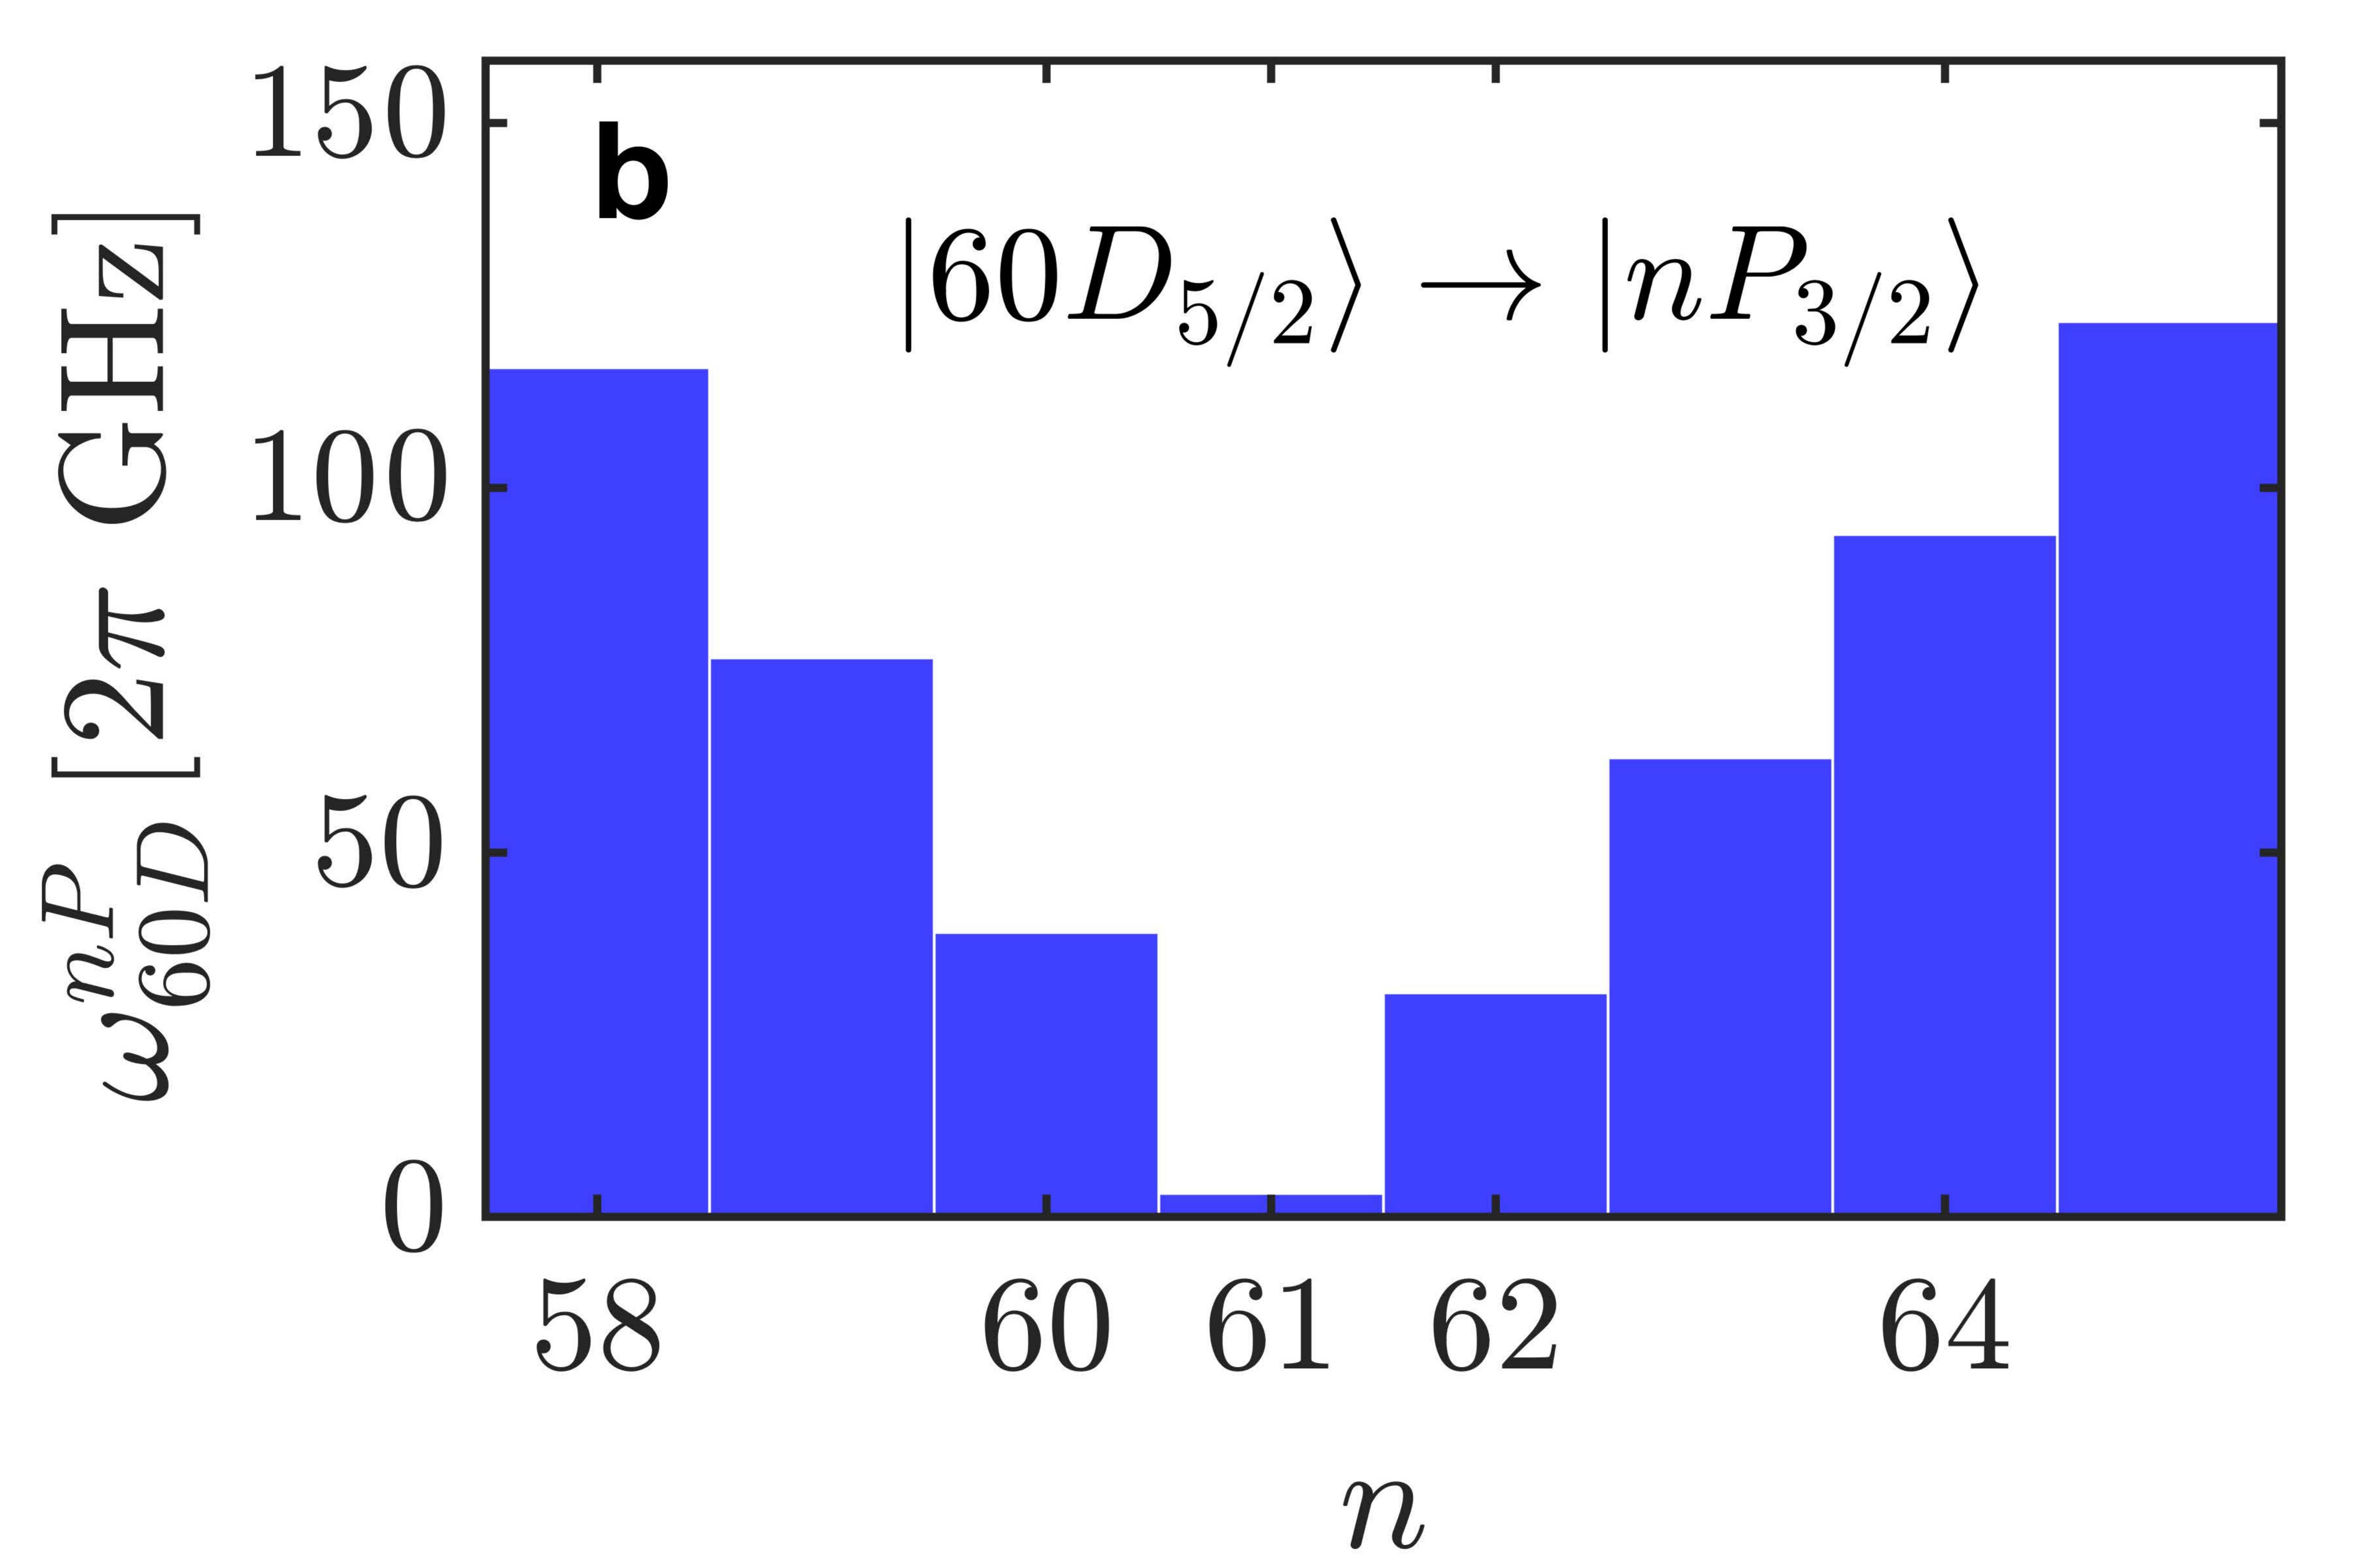 150
b
|60D5/2⟩ → |nP3/2⟩
100
50
0
ω60DnP [2π GHz]
58 60 61 62 64
n